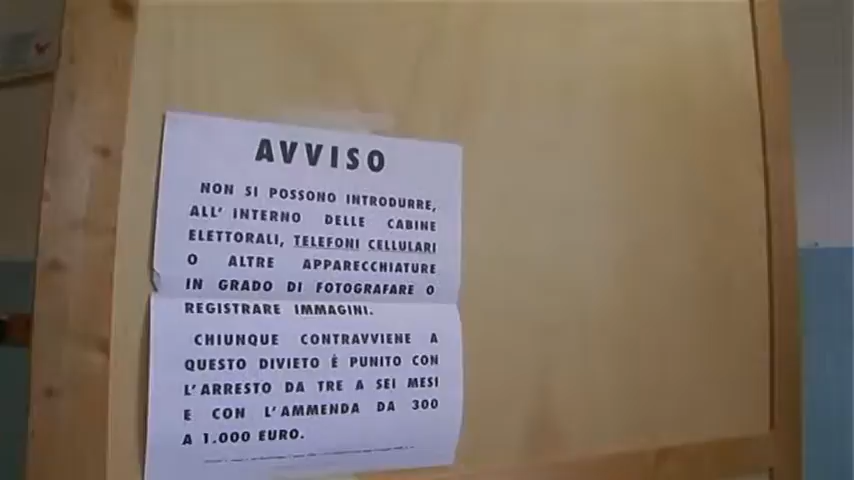 AVVISO
NON SI POSSONO INTRODURRE,
ALL' INTERNO DELLE CABINE
ELETTORALI, TELEFONI CELLULARI
O ALTRE APPARECCHIATURE
IN GRADO DI FOTOGRAFARE O
REGISTRARE IMMAGINI.
CHIUNQUE CONTRAVVIENE A
QUESTO DIVIETO È PUNITO CON
L'ARRESTO DA TRE A SEI MESI
E CON L'AMMENDA DA 300
A 1.000 EURO.